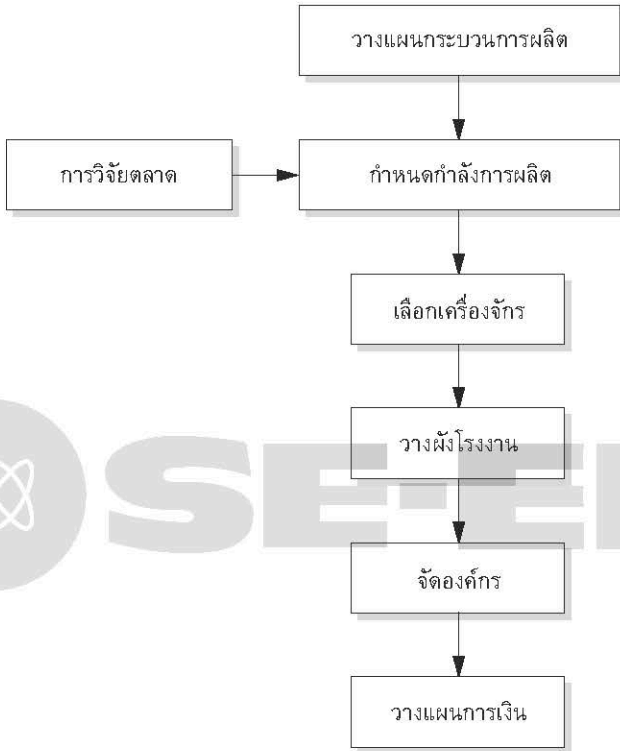 วางแผนกระบวนการผลิต
การวิจัยตลาด
กำหนดกำลังการผลิต
เลือกเครื่องจักร
วางผังโรงงาน
SE-E
จัดองค์กร
วางแผนการเงิน